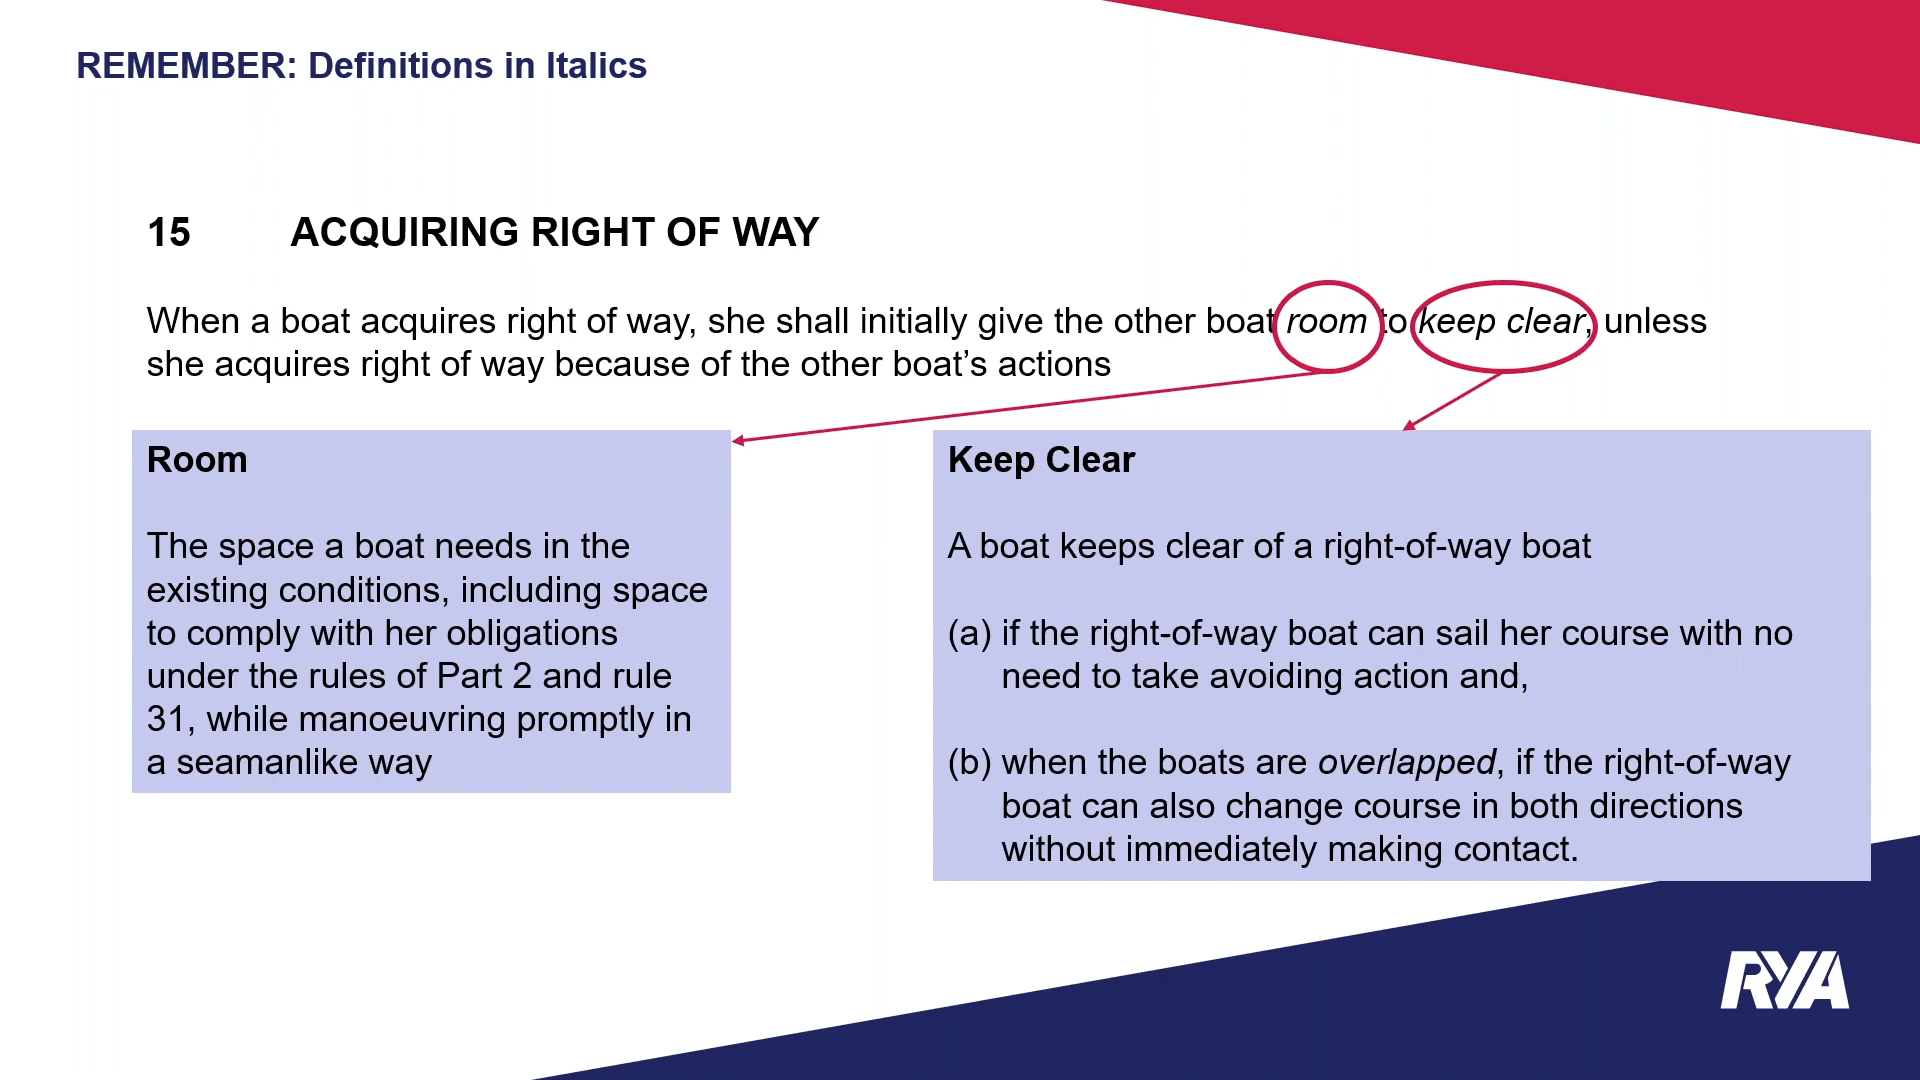 REMEMBER: Definitions in Italics
15 ACQUIRING RIGHT OF WAY
When a boat acquires right of way, she shall initially give the other boat room to keep clear, unless
she acquires right of way because of the other boat’s actions
Room
The space a boat needs in the
existing conditions, including space
to comply with her obligations
under the rules of Part 2 and rule
31, while manoeuvring promptly in
a seamanlike way
Keep Clear
A boat keeps clear of a right-of-way boat
(a) if the right-of-way boat can sail her course with no
need to take avoiding action and,
(b) when the boats are overlapped, if the right-of-way
boat can also change course in both directions
without immediately making contact.
RYA